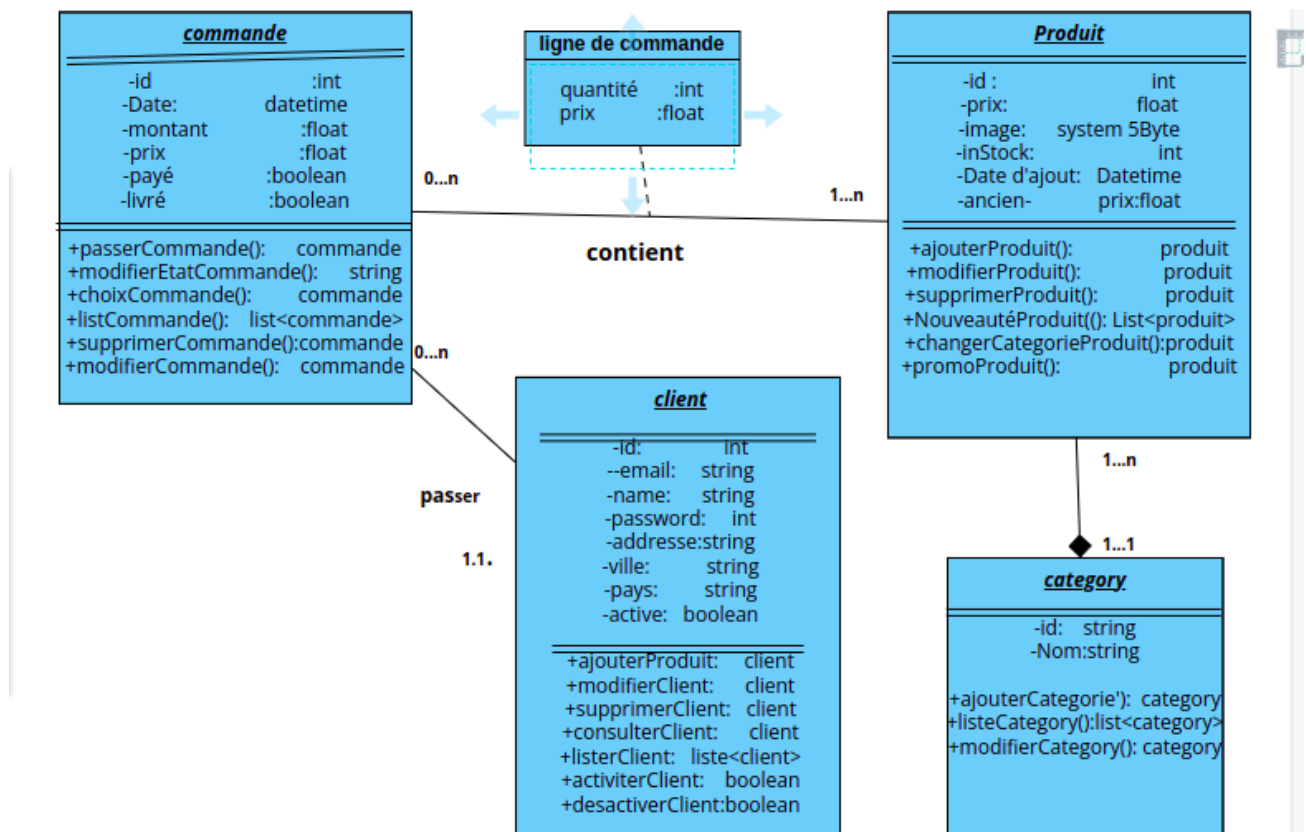 commande
-id :int
-Date: datetime
-montant :float
-prix :float
-payé :boolean
-livré :boolean
+passerCommande(): commande
+modifierEtatCommande(): string
+choixCommande(): commande
+listCommande(): list<commande>
+supprimerCommande():commande
+modifierCommande(): commande
ligne de commande
quantité :int
prix :float
0...n
1...n
contient
Produit
-id : int
-prix: float
-image: system 5Byte
-inStock: int
-Date d'ajout: Datetime
-ancien- prix:float
+ajouterProduit(): produit
+modifierProduit(): produit
+supprimerProduit(): produit
+NouveautéProduit((): List<produit>
+changerCategorieProduit():produit
+promoProduit(): produit
0...n
passer
1.1.
client
-id: int
--email: string
-name: string
-password: int
-addresse:string
-ville: string
-pays: string
-active: boolean
+ajouterProduit: client
+modifierClient: client
+supprimerClient: client
+consulterClient: client
+listerClient: liste<client>
+activiterClient: boolean
+desactiverClient:boolean
1...n
1...1
category
-id: string
-Nom:string
+ajouterCategorie'): category
+listeCategory():list<category>
+modifierCategory(): category